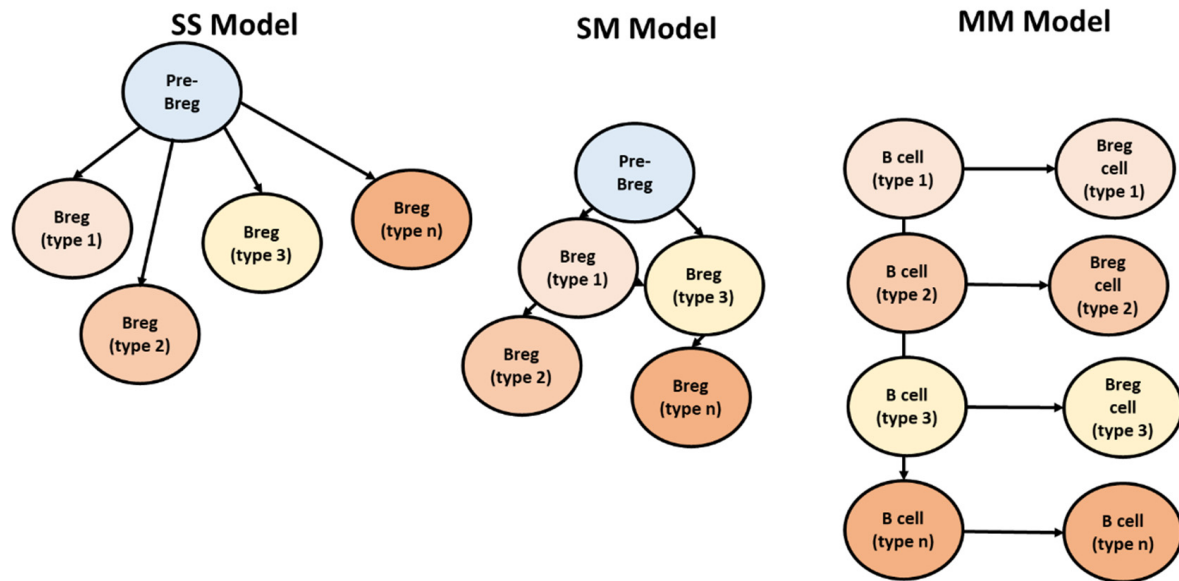 SS Model
Pre-
Breg
Breg
(type 1)
Breg
(type 2)
Breg
(type 3)
Breg
(type n)
SM Model
Pre-
Breg
Breg
(type 1)
Breg
(type 3)
Breg
(type 2)
Breg
(type n)
MM Model
B cell
(type 1)
Breg
cell
(type 1)
B cell
(type 2)
Breg
cell
(type 2)
B cell
(type 3)
Breg
cell
(type 3)
B cell
(type n)
B cell
(type n)